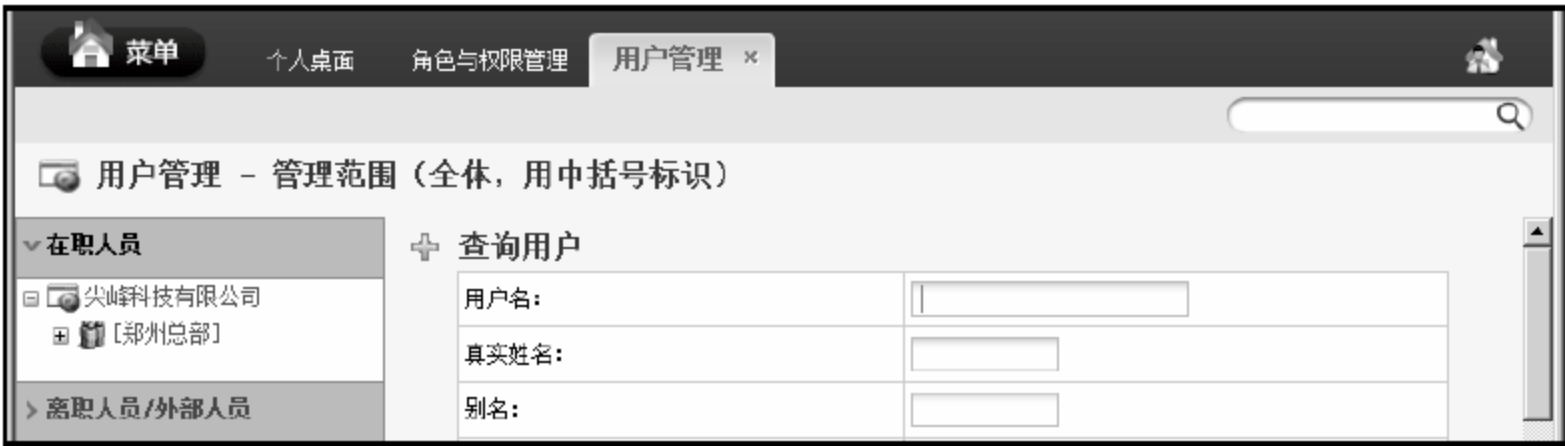 菜单 个人桌面 角色与权限管理 用户管理 ×
用户管理 - 管理范围（全体，用中括号标识）
在职人员
尖峰科技有限公司
[郑州总部]
离职人员/外部人员
查询用户
用户名:
真实姓名:
别名: